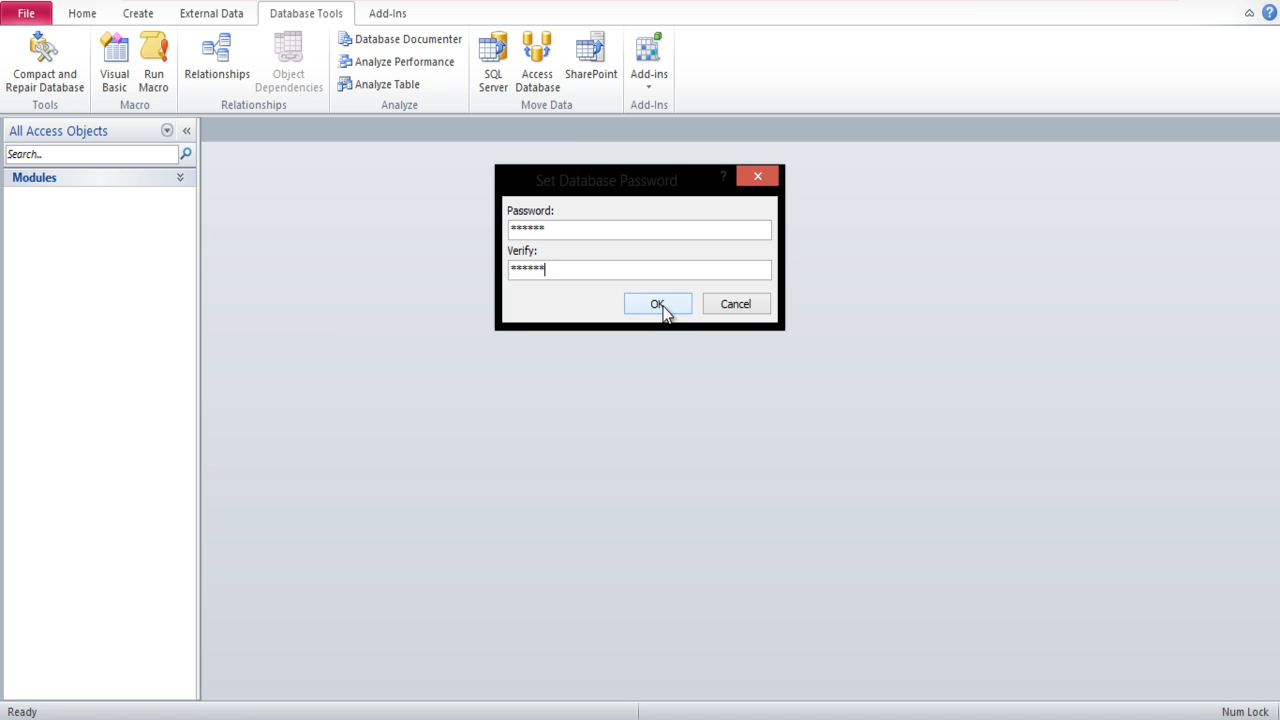 File Home Create External Data Database Tools Add-Ins
Compact and Repair Database
Visual Basic
Run Macro
Relationships
Object Dependencies
Database Documenter
Analyze Performance
Analyze Table
SQL Server
Access Database
SharePoint
Add-ins
Tools Macro Relationships Analyze Move Data Add-Ins
All Access Objects
Search...
Modules
Set Database Password
?
Password:
******
Verify:
******
OK Cancel
Ready Num Lock